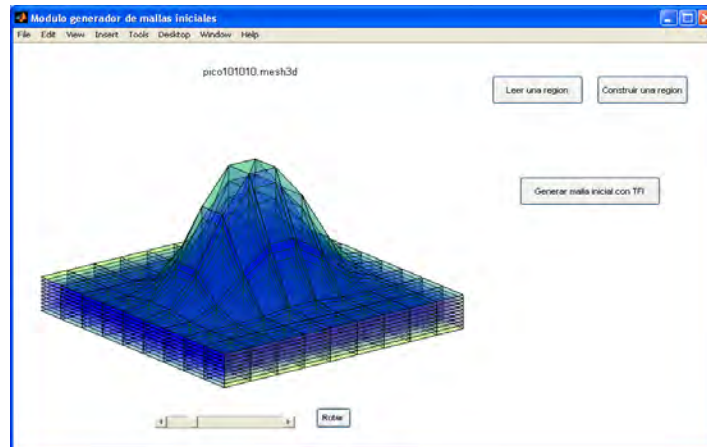 Modulo generador de mallas iniciales
File Edit View Insert Tools Desktop Window Help
pico101010.mesh3d
Leer una region
Construir una region
Generar malla inicial con TFI
Rotar